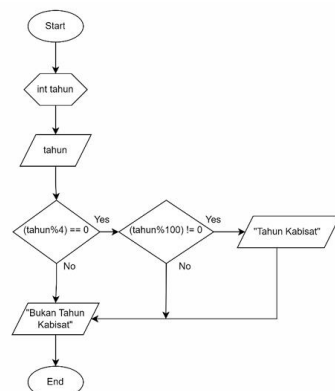 Start
int tahun
tahun
(tahun%4) == 0
Yes
(tahun%100) != 0
Yes
"Tahun Kabisat"
No
No
"Bukan Tahun
Kabisat"
End